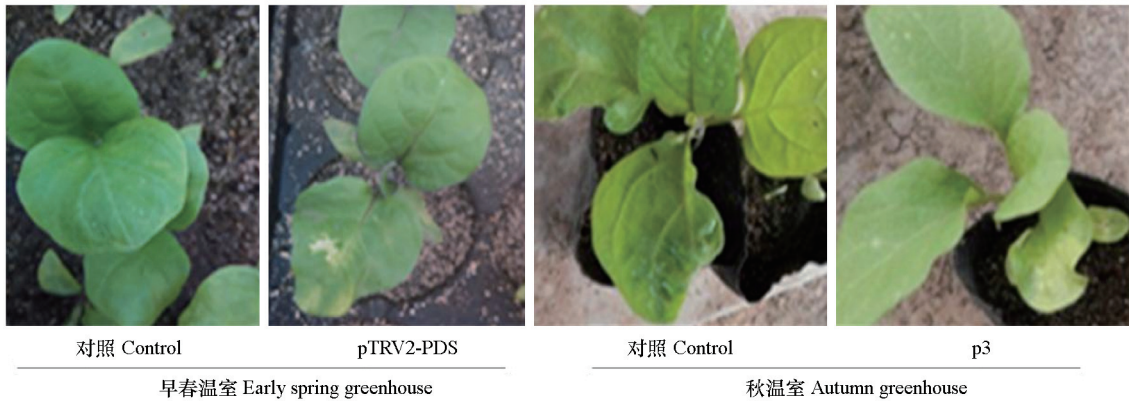 对照 Control pTRV2-PDS 对照 Control p3
早春温室 Early spring greenhouse 秋温室 Autumn greenhouse